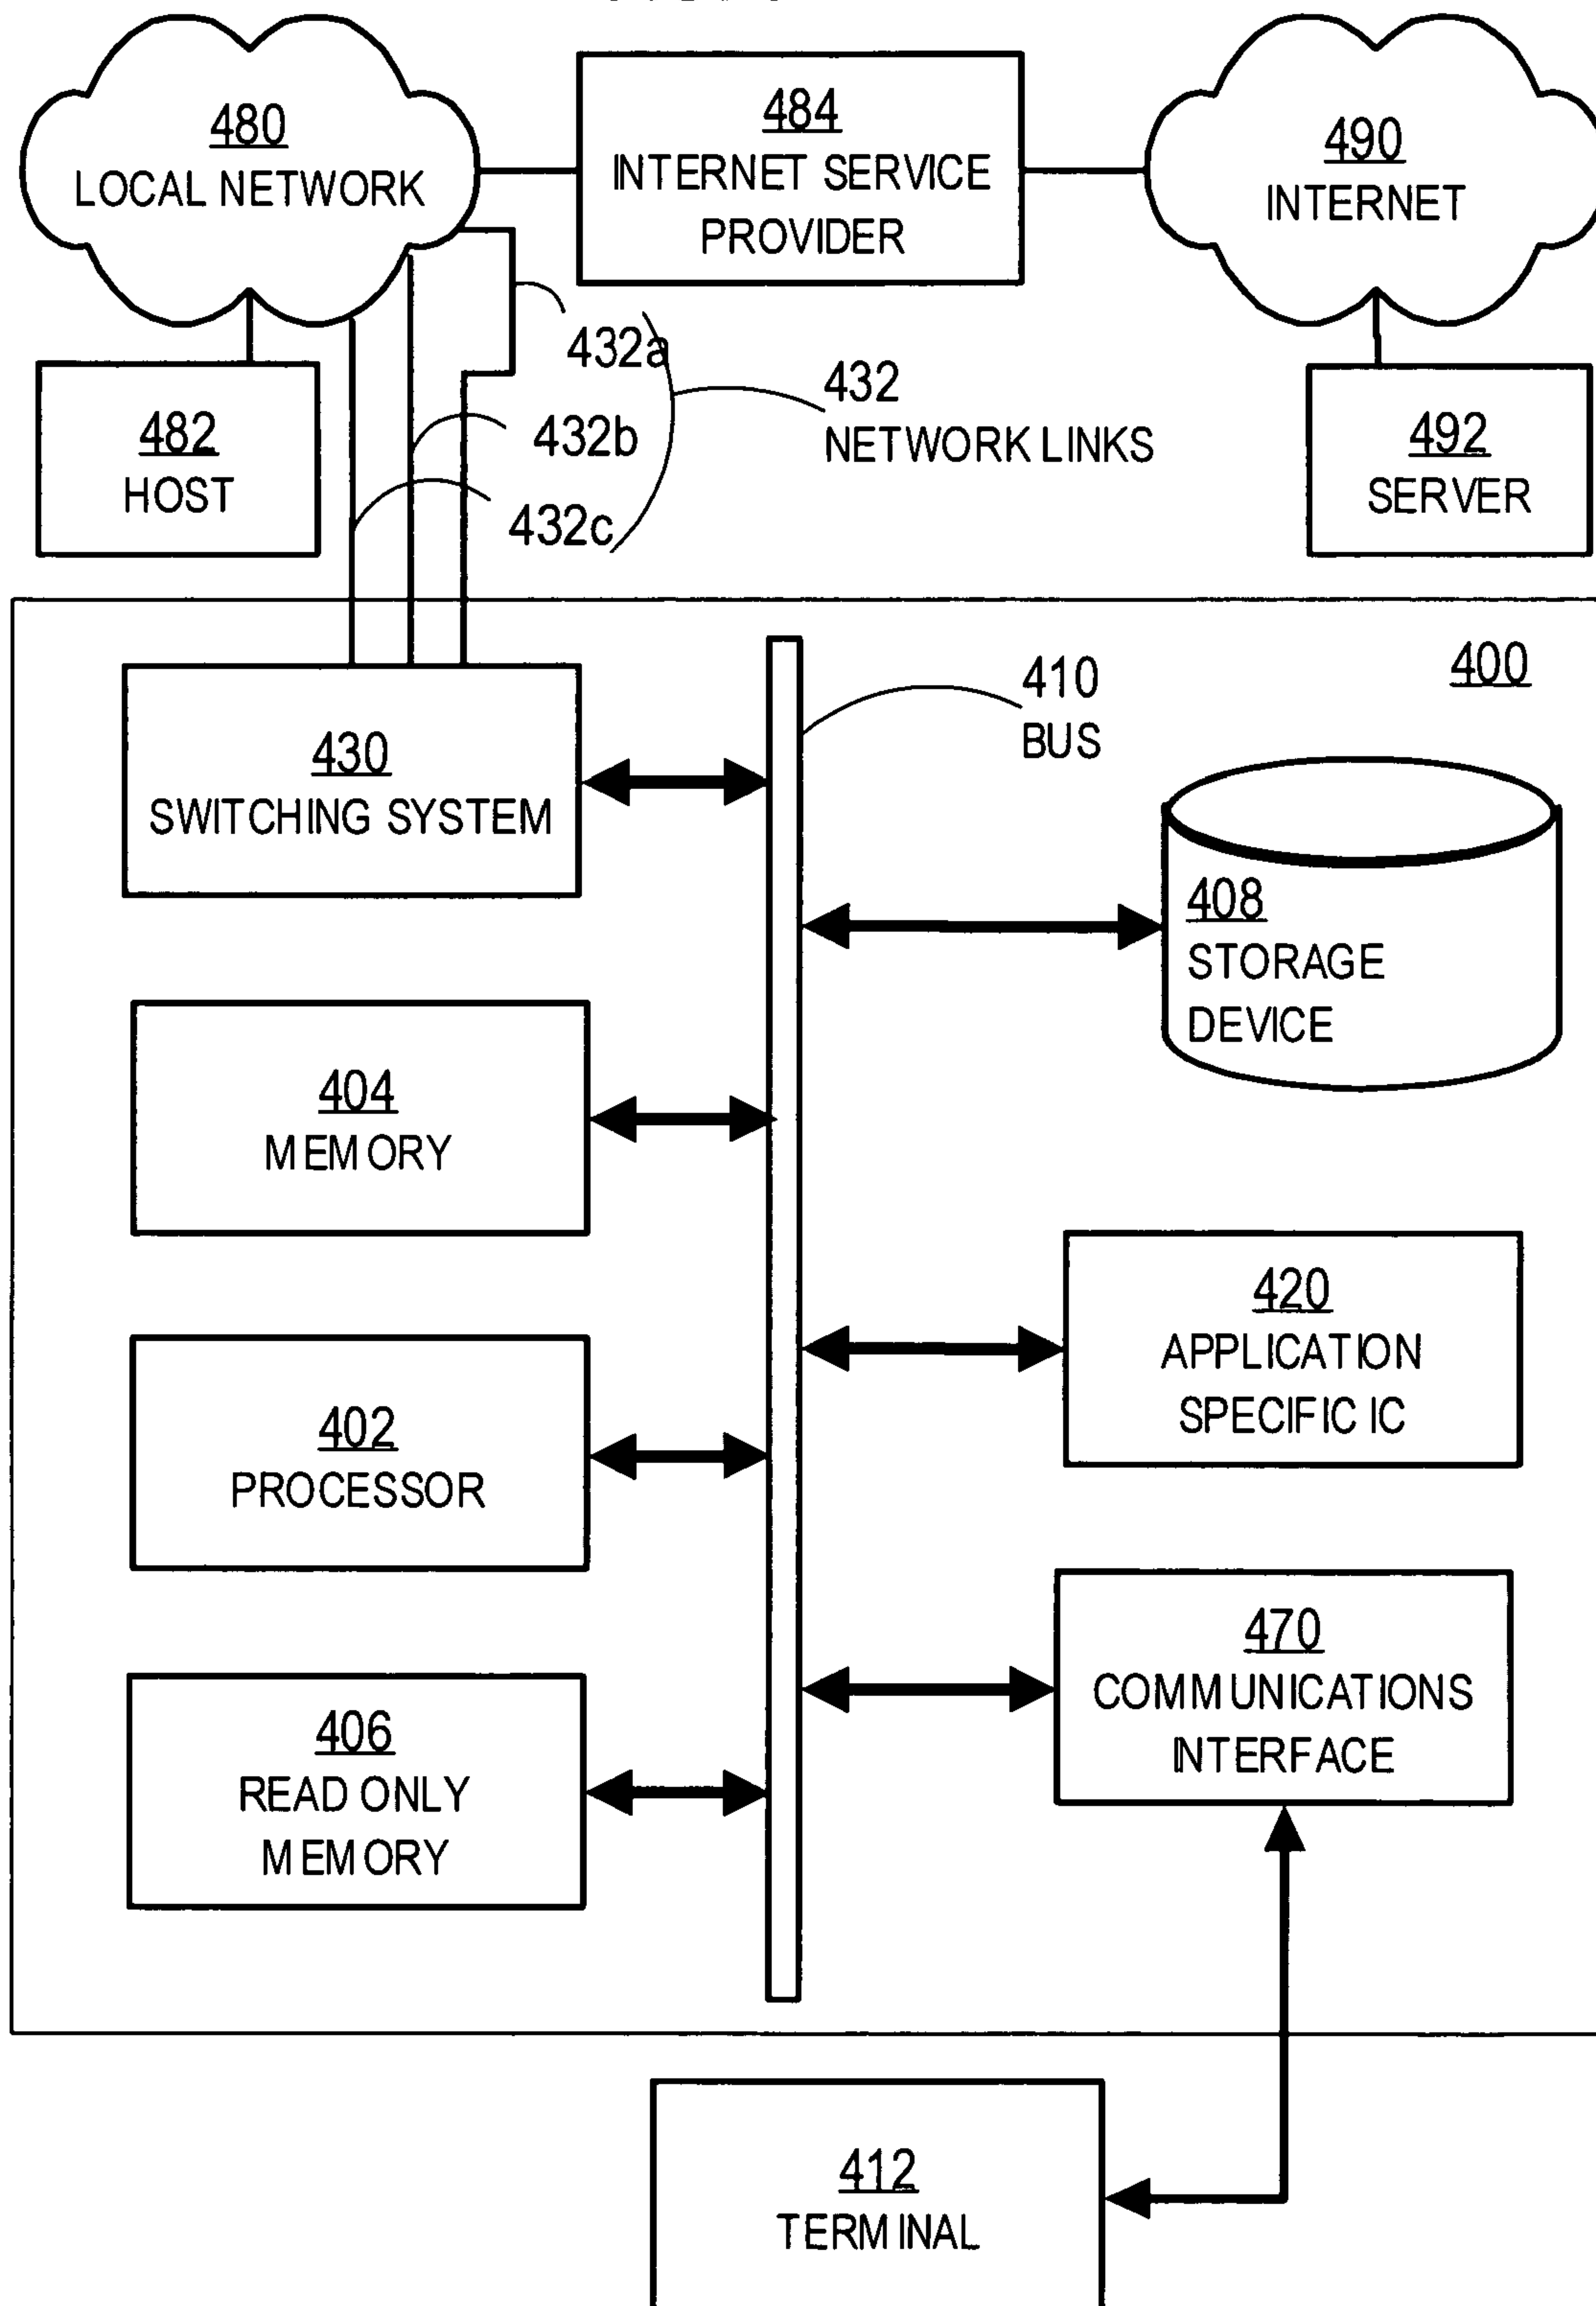 480
LOCAL NETWORK
484
INTERNET SERVICE
PROVIDER
490
INTERNET
432a
432b
432c
432
NETWORK LINKS
482
HOST
492
SERVER
400
410
BUS
430
SWITCHING SYSTEM
408
STORAGE
DEVICE
404
MEMORY
420
APPLICATION
SPECIFIC IC
402
PROCESSOR
470
COMMUNICATIONS
INTERFACE
406
READ ONLY
MEMORY
412
TERMINAL